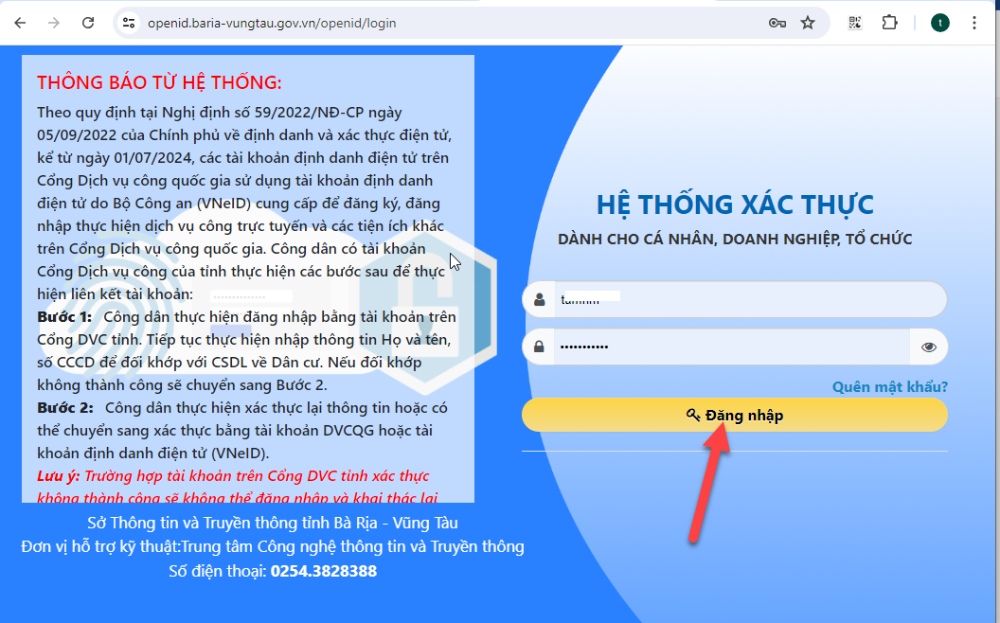 openid.baria-vungtau.gov.vn/openid/login
t
THÔNG BÁO TỪ HỆ THỐNG:
Theo quy định tại Nghị định số 59/2022/NĐ-CP ngày
05/09/2022 của Chính phủ về định danh và xác thực điện tử,
kể từ ngày 01/07/2024, các tài khoản định danh điện tử trên
Cổng Dịch vụ công quốc gia sử dụng tài khoản định danh
điện tử do Bộ Công an (VNeID) cung cấp để đăng ký, đăng
nhập thực hiện dịch vụ công trực tuyến và các tiện ích khác
trên Cổng Dịch vụ công quốc gia. Công dân có tài khoản
Cổng Dịch vụ công của tỉnh thực hiện các bước sau để thực
hiện liên kết tài khoản:
Bước 1: Công dân thực hiện đăng nhập bằng tài khoản trên
Cổng DVC tỉnh. Tiếp tục thực hiện nhập thông tin Họ và tên,
số CCCD để đối khớp với CSDL về Dân cư. Nếu đối khớp
không thành công sẽ chuyển sang Bước 2.
Bước 2: Công dân thực hiện xác thực lại thông tin hoặc có
thể chuyển sang xác thực bằng tài khoản DVCQG hoặc tài
khoản định danh điện tử (VNeID).
Lưu ý: Trường hợp tài khoản trên Cổng DVC tỉnh xác thực
không thành công sẽ không thể đăng nhập và khai thác lại
Sở Thông tin và Truyền thông tỉnh Bà Rịa - Vũng Tàu
Đơn vị hỗ trợ kỹ thuật:Trung tâm Công nghệ thông tin và Truyền thông
Số điện thoại: 0254.3828388
HỆ THỐNG XÁC THỰC
DÀNH CHO CÁ NHÂN, DOANH NGHIỆP, TỔ CHỨC
•••••••••••
Quên mật khẩu?
Đăng nhập